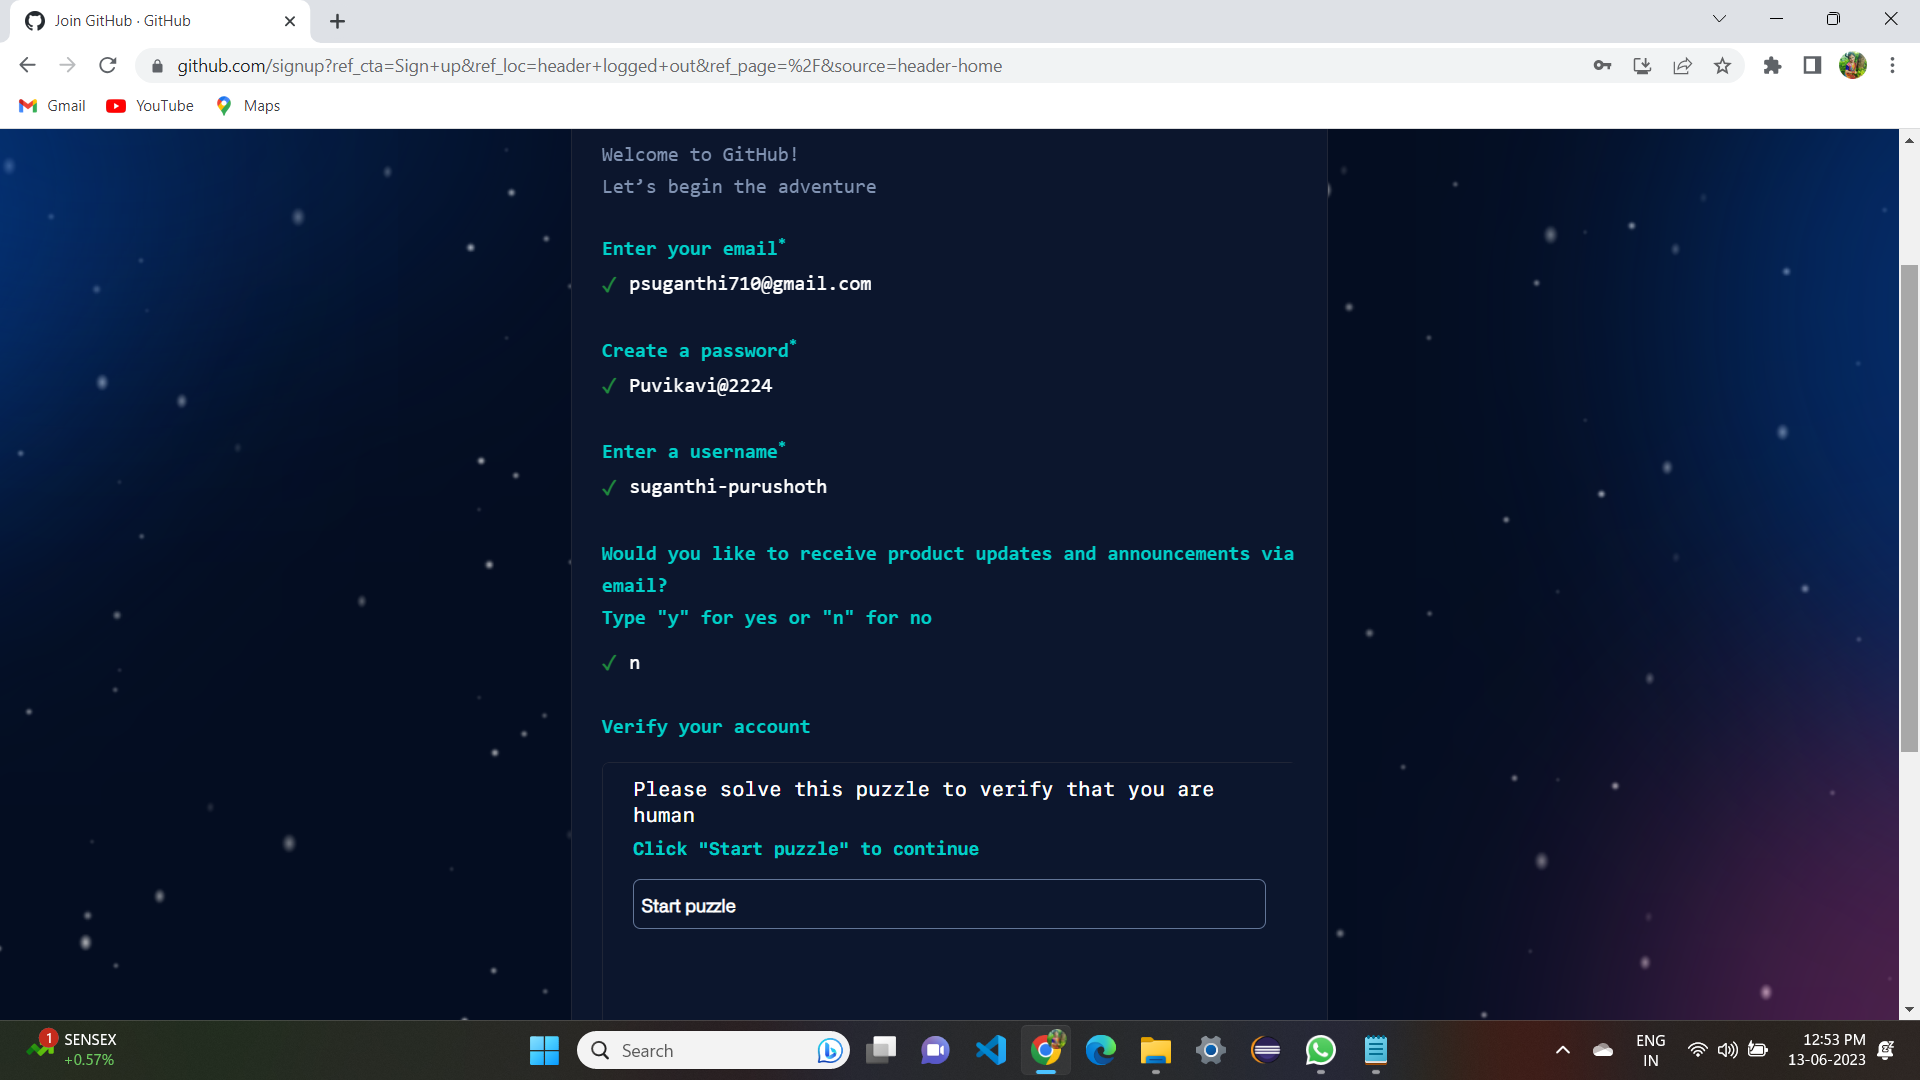 Join GitHub · GitHub
github.com/signup?ref_cta=Sign+up&ref_loc=header+logged+out&ref_page=%2F&source=header-home
Gmail YouTube Maps
Welcome to GitHub!
Let’s begin the adventure
Enter your email*
✓ psuganthi710@gmail.com
Create a password*
✓ Puvikavi@2224
Enter a username*
✓ suganthi-purushoth
Would you like to receive product updates and announcements via
email?
Type "y" for yes or "n" for no
✓ n
Verify your account
Please solve this puzzle to verify that you are
human
Click "Start puzzle" to continue
Start puzzle
1 SENSEX
+0.57%
Search
ENG
IN
12:53 PM
13-06-2023